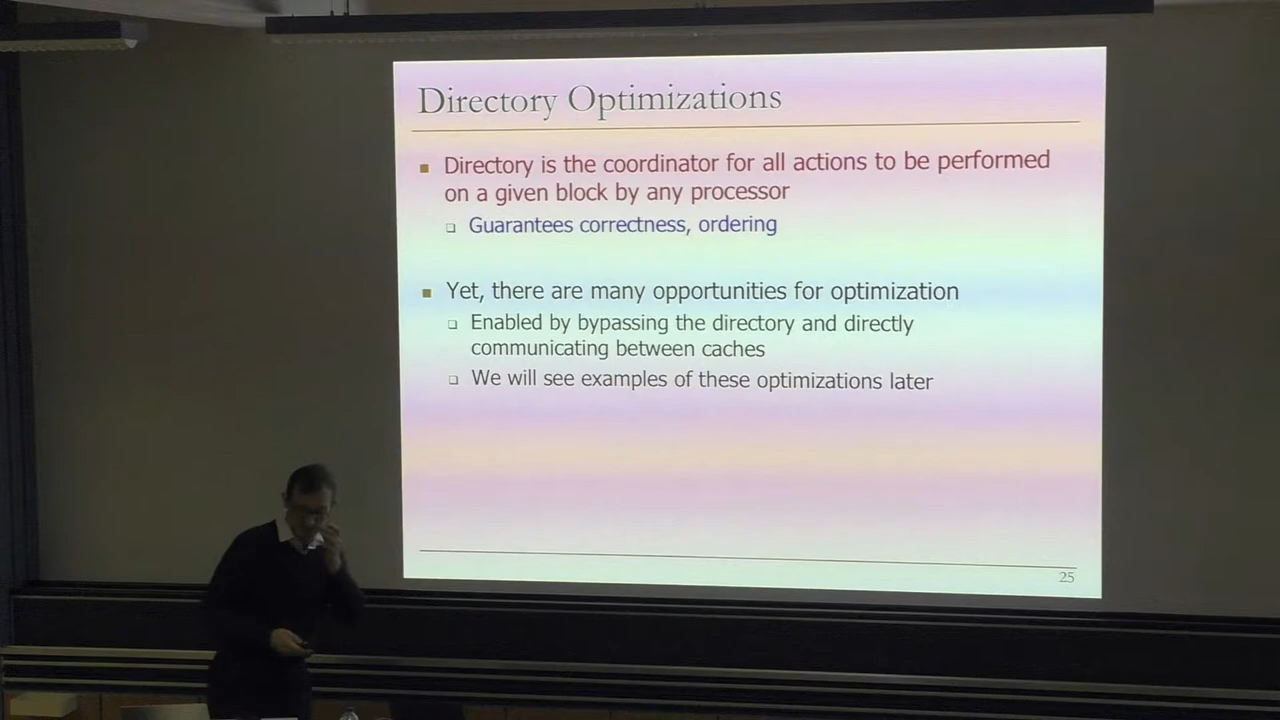 Directory Optimizations
Directory is the coordinator for all actions to be performed
on a given block by any processor
Guarantees correctness, ordering
Yet, there are many opportunities for optimization
Enabled by bypassing the directory and directly
communicating between caches
We will see examples of these optimizations later
25